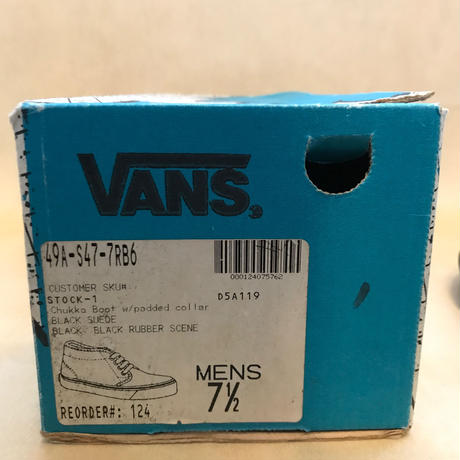 VANS
49A-S47-7RB6
000124075762
CUSTOMER SKU#
STOCK-1
D5A119
Chukka Boot w/padded collar
BLACK SUEDE
BLACK, BLACK RUBBER SCENE
MENS
7½
REORDER#: 124